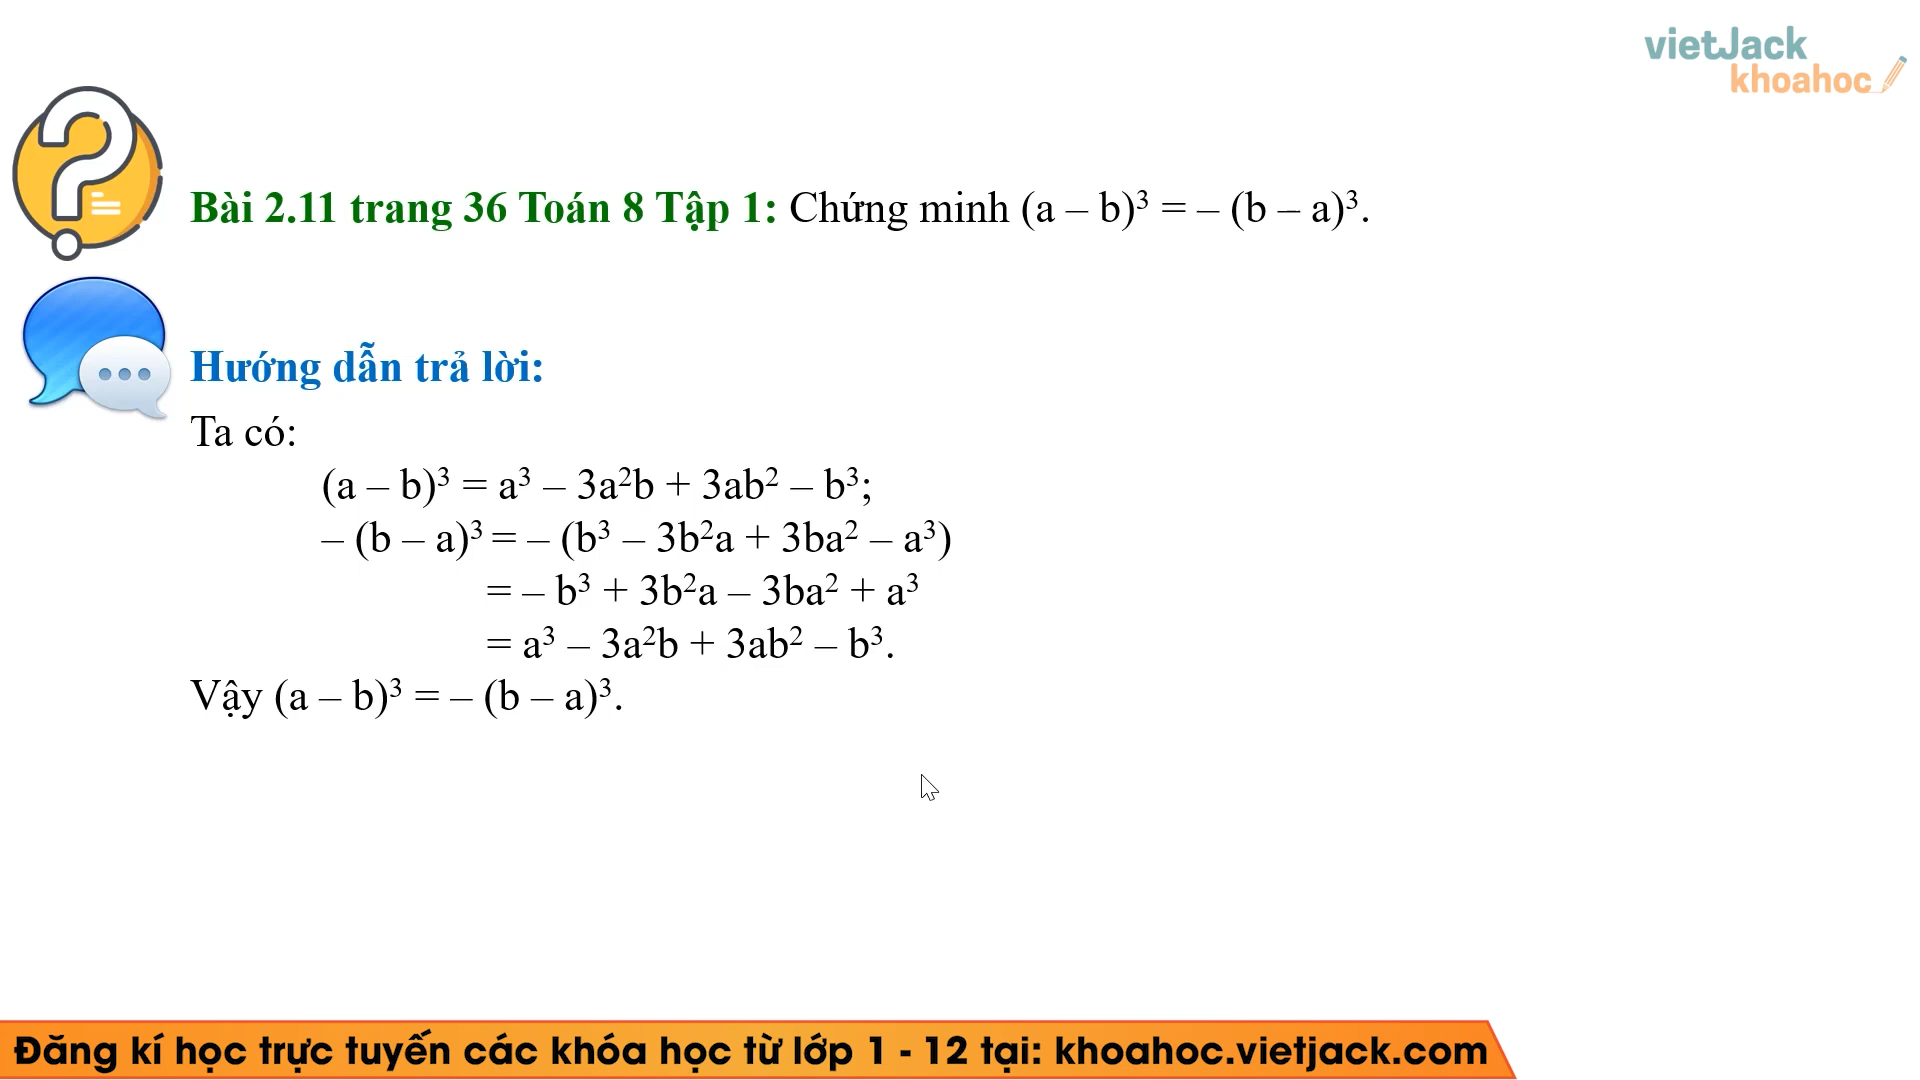 vietJack
khoahoc
Bài 2.11 trang 36 Toán 8 Tập 1: Chứng minh (a – b)³ = – (b – a)³.
Hướng dẫn trả lời:
Ta có:
(a – b)³ = a³ – 3a²b + 3ab² – b³;
– (b – a)³ = – (b³ – 3b²a + 3ba² – a³)
= – b³ + 3b²a – 3ba² + a³
= a³ – 3a²b + 3ab² – b³.
Vậy (a – b)³ = – (b – a)³.
Đăng kí học trực tuyến các khóa học từ lớp 1 - 12 tại: khoahoc.vietjack.com